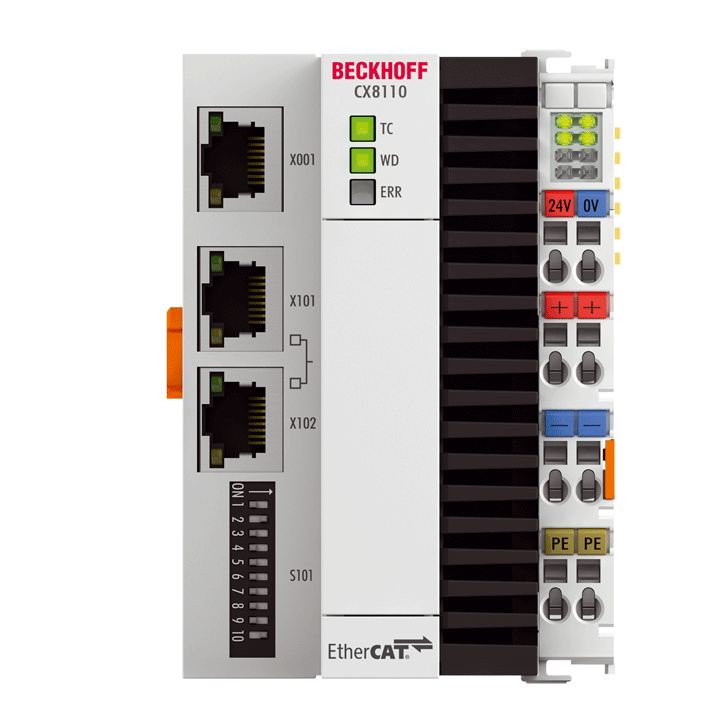 BECKHOFF
CX8110
TC
WD
ERR
X001
X101
X102
ON
1
2
3
4
5
6
7
8
9
10
S101
24V 0V
+ +
− −
PE PE
EtherCAT®